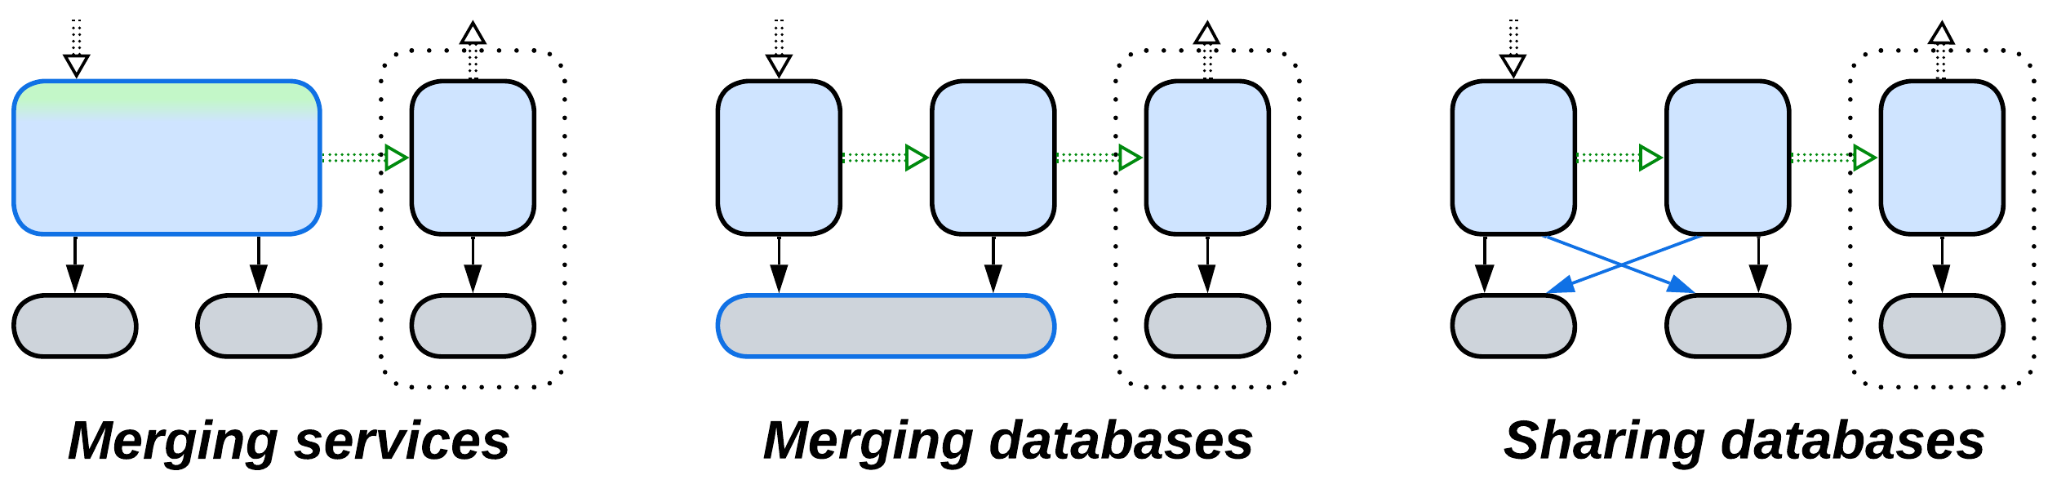 Merging services
Merging databases
Sharing databases